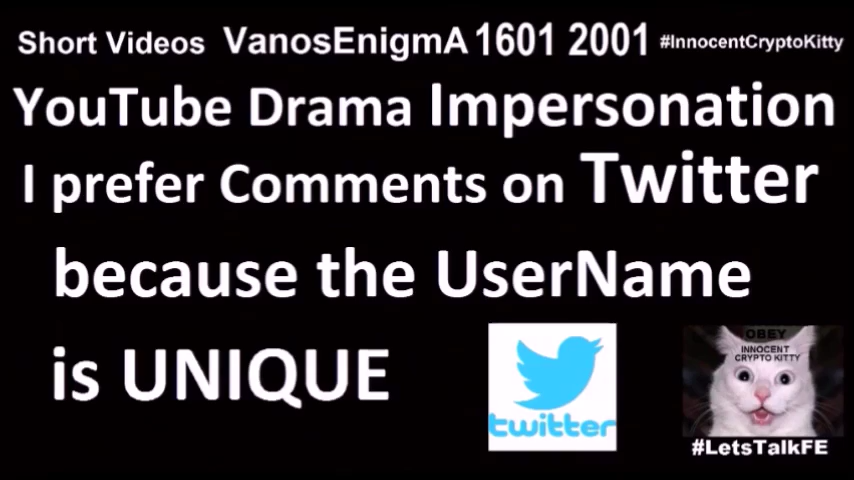 Short Videos VanosEnigmA 1601 2001 #InnocentCryptoKitty
YouTube Drama Impersonation
I prefer Comments on Twitter
because the UserName
is UNIQUE
twitter
OBEY
INNOCENT
CRYPTO KITTY
#LetsTalkFE